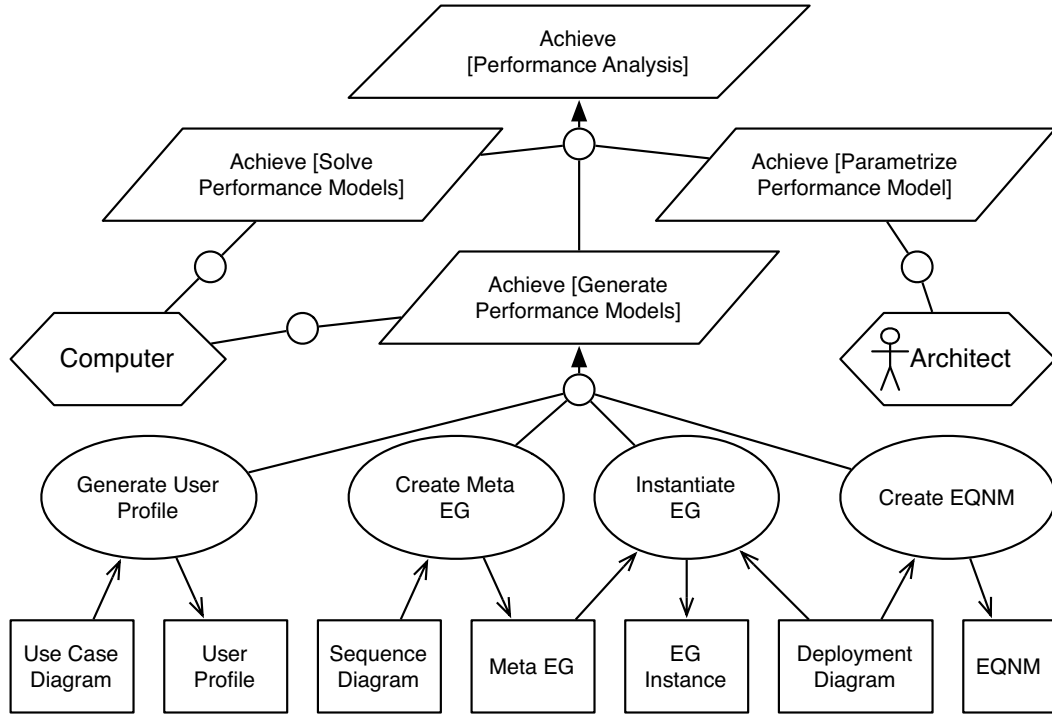 Achieve
[Performance Analysis]
Achieve [Solve
Performance Models]
Achieve [Parametrize
Performance Model]
Achieve [Generate
Performance Models]
Computer
Architect
Generate User
Profile
Create Meta
EG
Instantiate
EG
Create EQNM
Use Case
Diagram
User
Profile
Sequence
Diagram
Meta EG
EG
Instance
Deployment
Diagram
EQNM